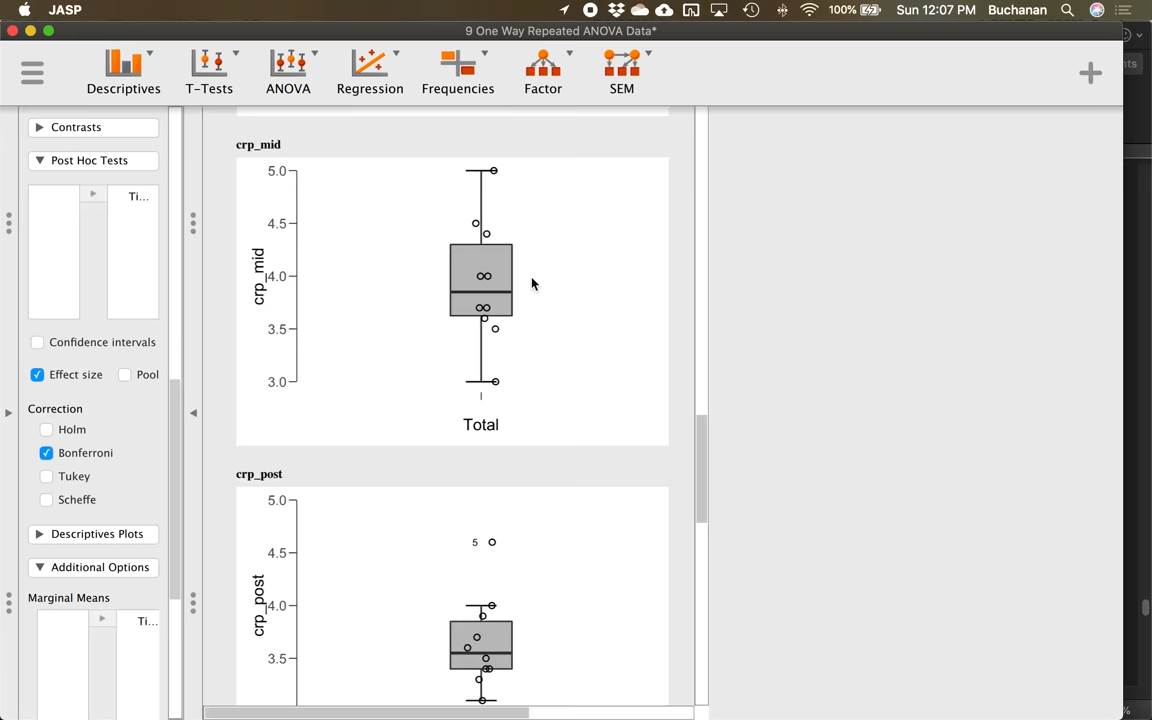 JASP
100%
Sun 12:07 PM
Buchanan
9 One Way Repeated ANOVA Data*
Descriptives
T-Tests
ANOVA
Regression
Frequencies
Factor
SEM
Contrasts
Post Hoc Tests
Ti...
Confidence intervals
Effect size
Pool
Correction
Holm
Bonferroni
Tukey
Scheffe
Descriptives Plots
Additional Options
Marginal Means
Ti...
crp_mid
5.0
4.5
4.0
3.5
3.0
crp_mid
Total
crp_post
5.0
4.5
4.0
3.5
crp_post
5
nts
%